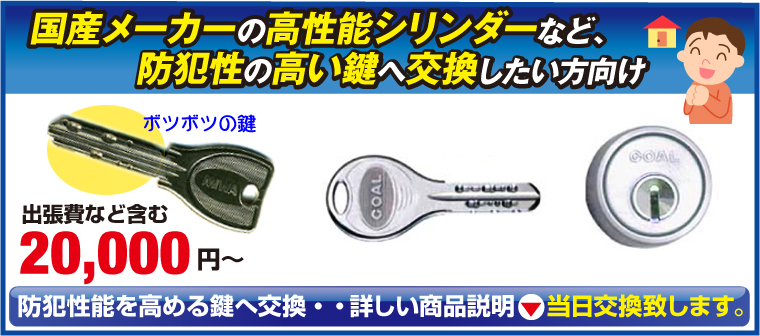 国産メーカーの高性能シリンダーなど、
防犯性の高い鍵へ交換したい方向け
ボツボツの鍵
MIWA
COAL
COAL
出張費など含む
20,000円〜
防犯性能を高める鍵へ交換・・詳しい商品説明▼当日交換致します。